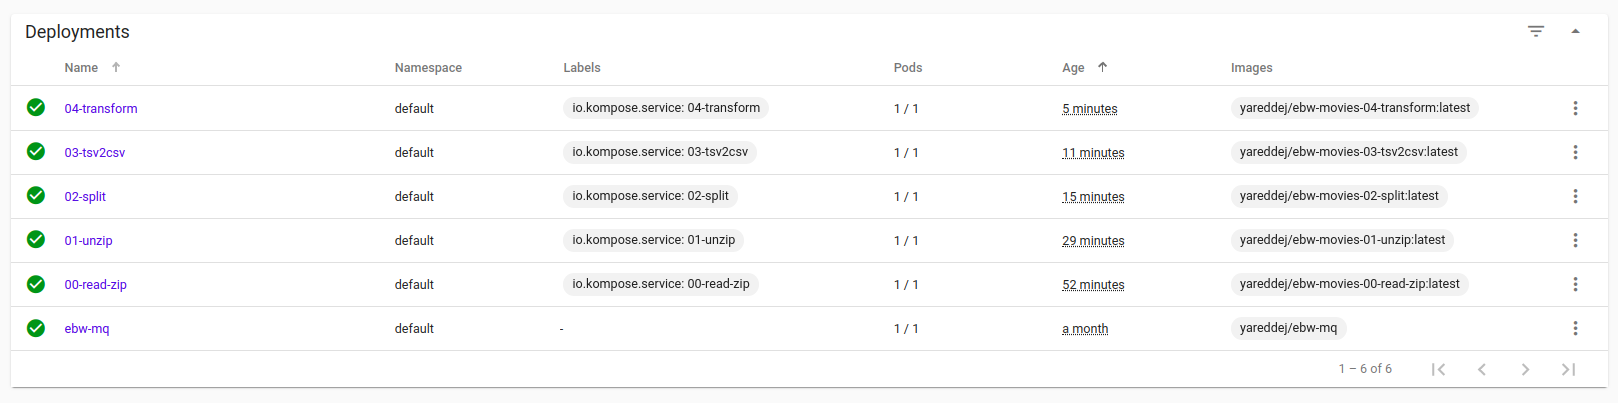 Deployments
Name Namespace Labels Pods Age Images
04-transform default io.kompose.service: 04-transform 1 / 1 5 minutes yareddej/ebw-movies-04-transform:latest
03-tsv2csv default io.kompose.service: 03-tsv2csv 1 / 1 11 minutes yareddej/ebw-movies-03-tsv2csv:latest
02-split default io.kompose.service: 02-split 1 / 1 15 minutes yareddej/ebw-movies-02-split:latest
01-unzip default io.kompose.service: 01-unzip 1 / 1 29 minutes yareddej/ebw-movies-01-unzip:latest
00-read-zip default io.kompose.service: 00-read-zip 1 / 1 52 minutes yareddej/ebw-movies-00-read-zip:latest
ebw-mq default - 1 / 1 a month yareddej/ebw-mq
1 – 6 of 6